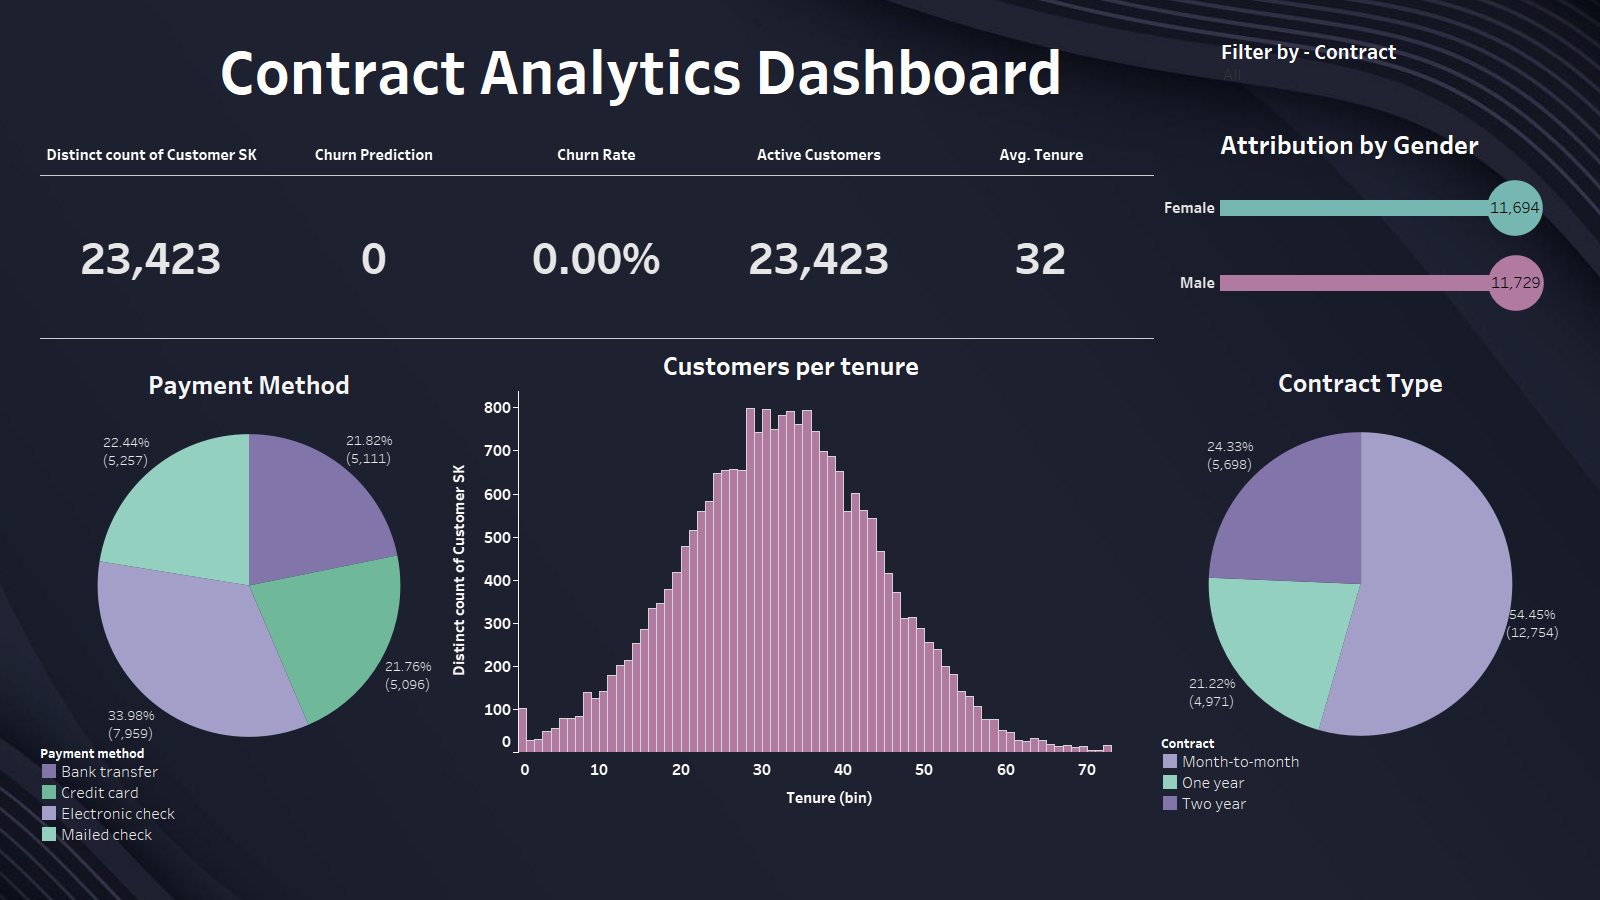 Contract Analytics Dashboard
Filter by - Contract
All
Distinct count of Customer SK
Churn Prediction
Churn Rate
Active Customers
Avg. Tenure
23,423
0
0.00%
23,423
32
Attribution by Gender
Female
11,694
Male
11,729
Payment Method
22.44%
(5,257)
21.82%
(5,111)
21.76%
(5,096)
33.98%
(7,959)
Payment method
Bank transfer
Credit card
Electronic check
Mailed check
Customers per tenure
Distinct count of Customer SK
800
700
600
500
400
300
200
100
0
0
10
20
30
40
50
60
70
Tenure (bin)
Contract Type
24.33%
(5,698)
54.45%
(12,754)
21.22%
(4,971)
Contract
Month-to-month
One year
Two year